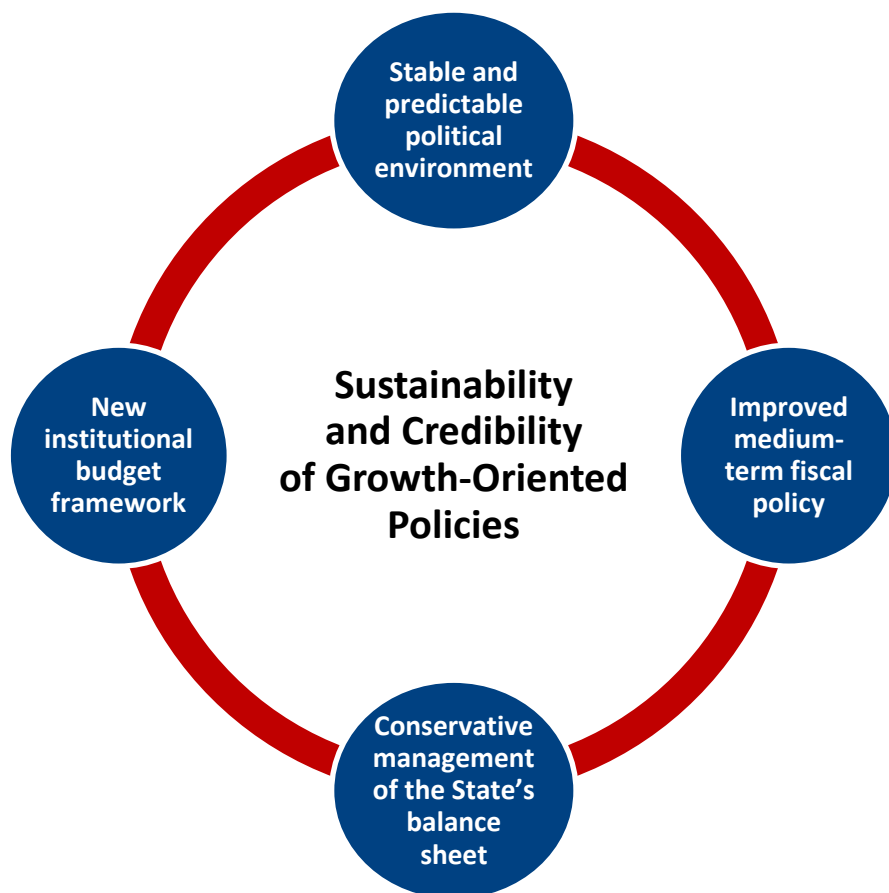 Stable and
predictable
political
environment
New
institutional
budget
framework
Sustainability
and Credibility
of Growth-Oriented
Policies
Improved
medium-
term fiscal
policy
Conservative
management
of the State’s
balance
sheet